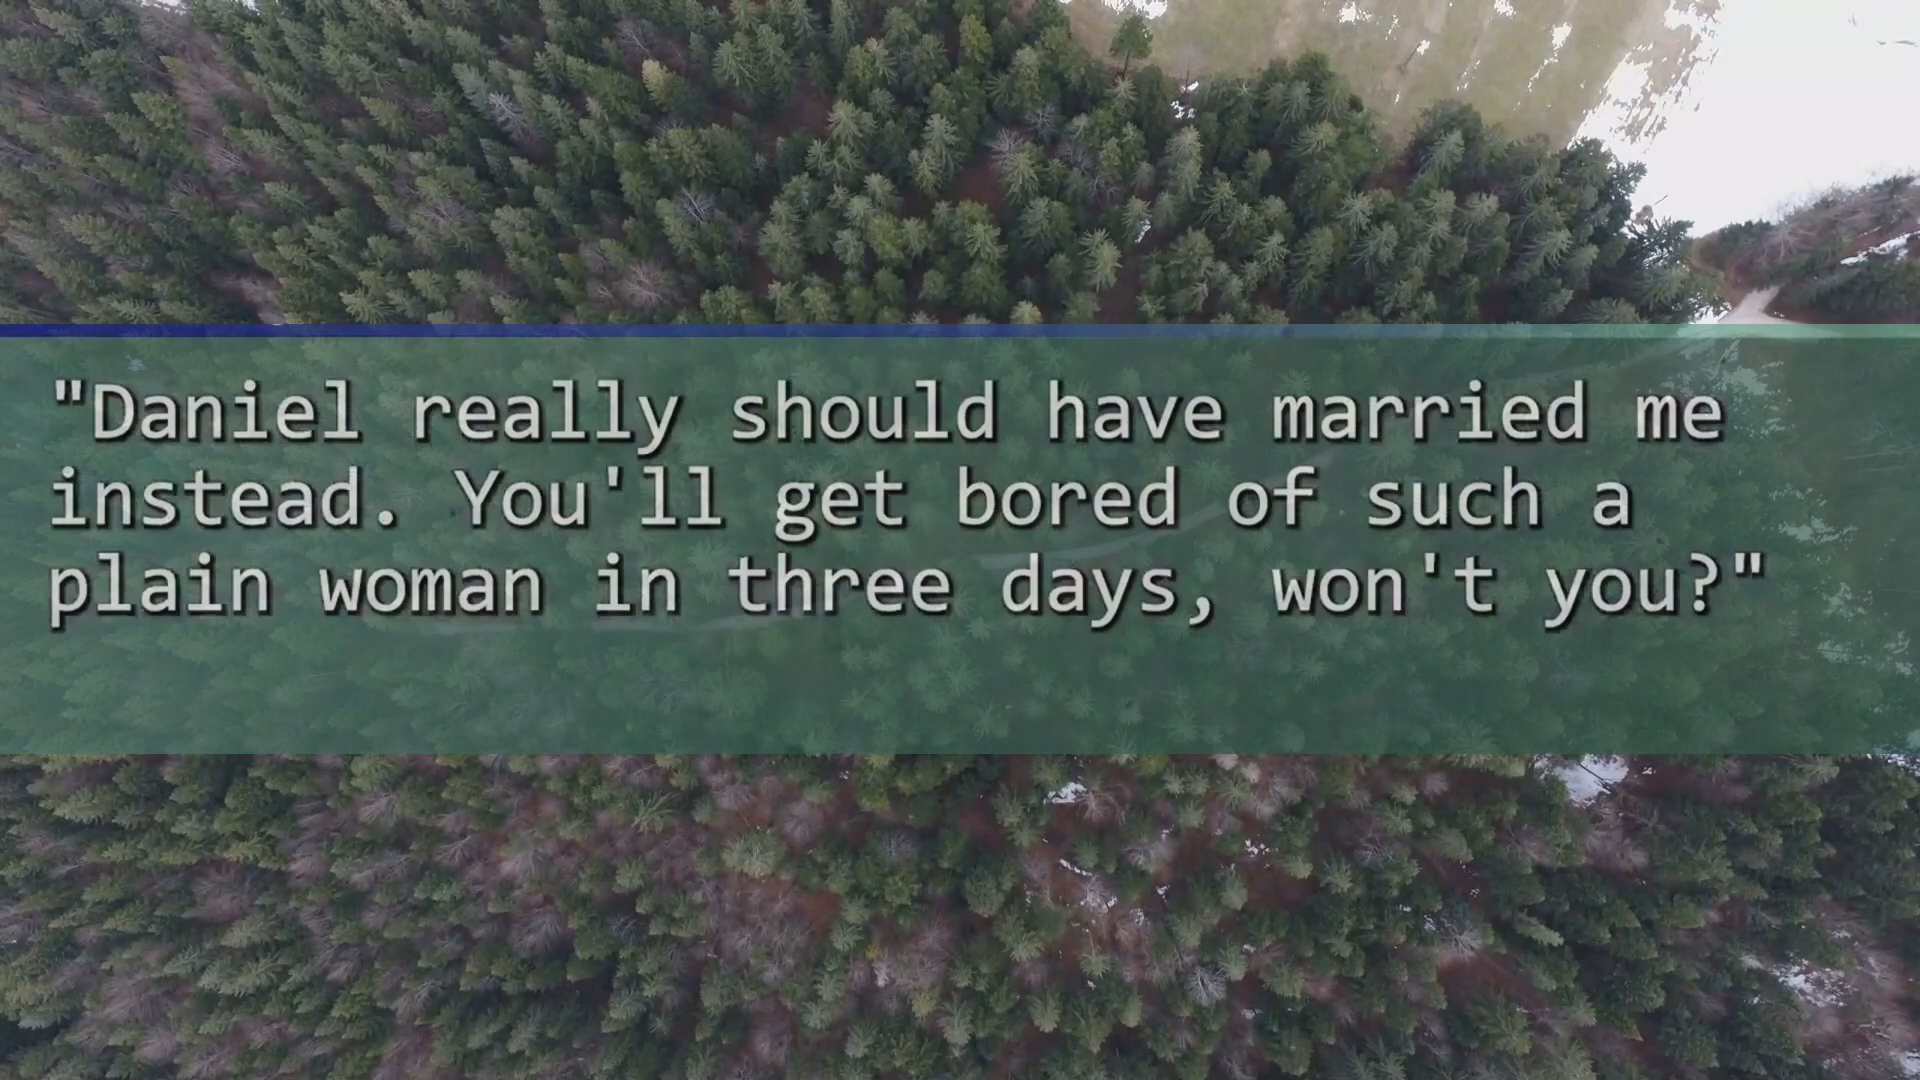 "Daniel really should have married me
instead. You'll get bored of such a
plain woman in three days, won't you?"